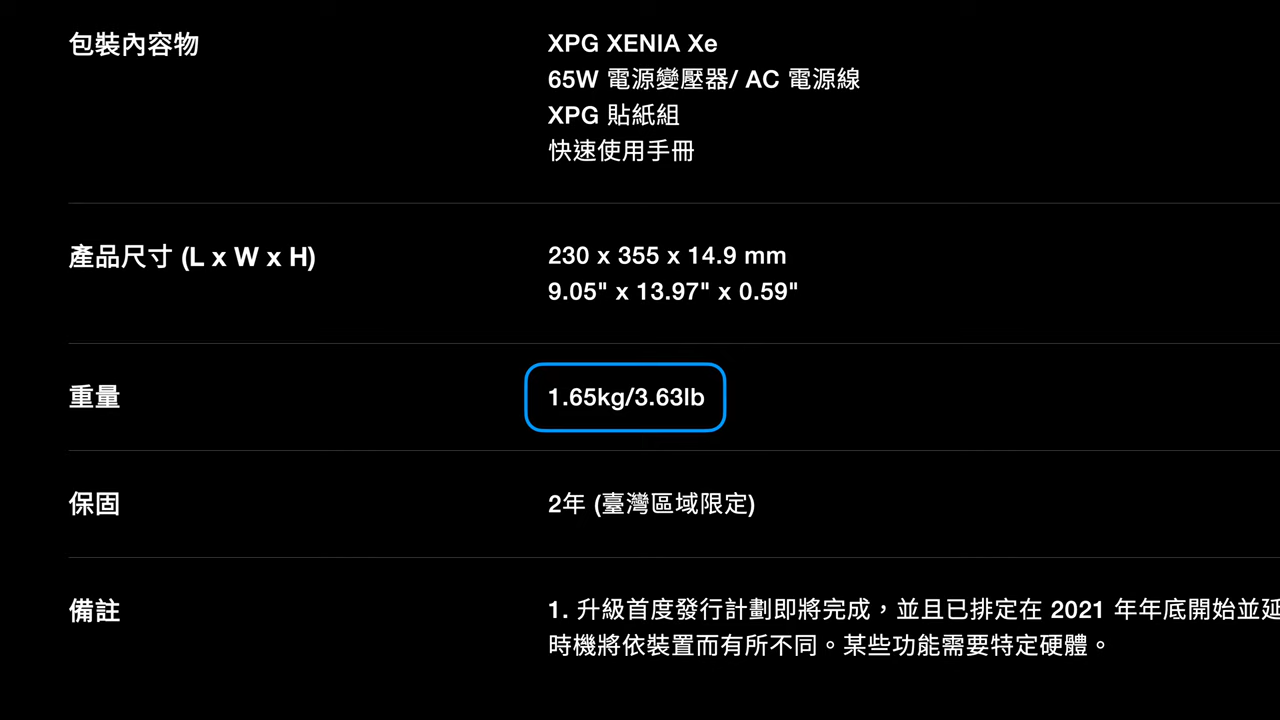 包裝內容物
XPG XENIA Xe
65W 電源變壓器/ AC 電源線
XPG 貼紙組
快速使用手冊
產品尺寸 (L x W x H)
230 x 355 x 14.9 mm
9.05" x 13.97" x 0.59"
重量
1.65kg/3.63lb
保固
2年 (臺灣區域限定)
備註
1. 升級首度發行計劃即將完成，並且已排定在 2021 年年底開始並延
時機將依裝置而有所不同。某些功能需要特定硬體。